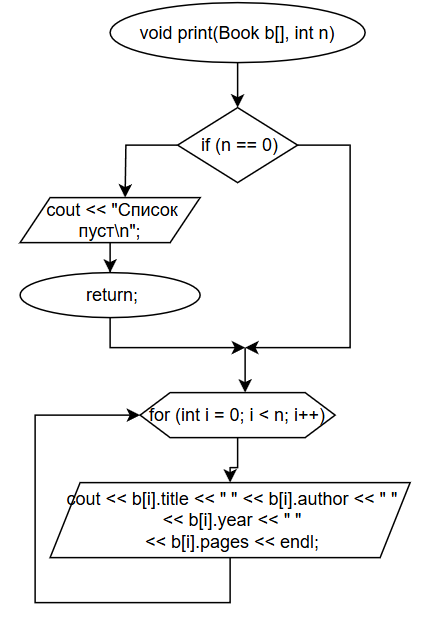 void print(Book b[], int n)
if (n == 0)
cout << "Список
пуст\n";
return;
for (int i = 0; i < n; i++)
cout << b[i].title << " " << b[i].author << " "
<< b[i].year << " "
<< b[i].pages << endl;